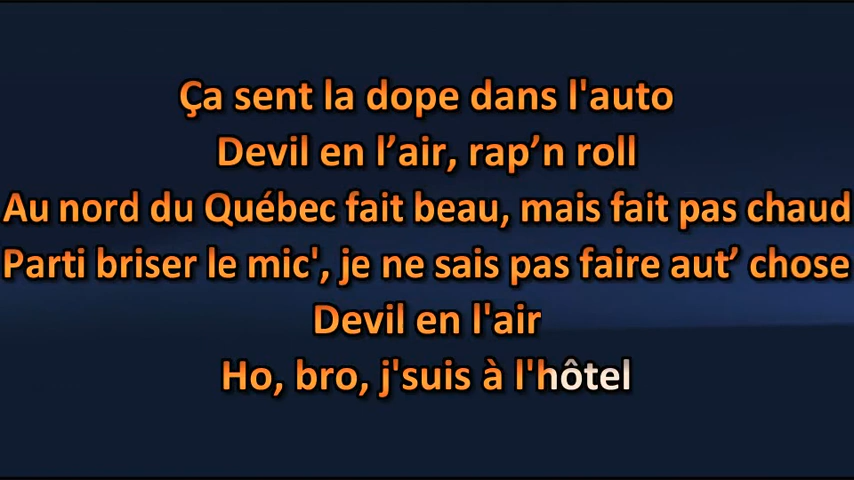 Ça sent la dope dans l'auto
Devil en l’air, rap’n roll
Au nord du Québec fait beau, mais fait pas chaud
Parti briser le mic', je ne sais pas faire aut’ chose
Devil en l'air
Ho, bro, j'suis à l'hôtel